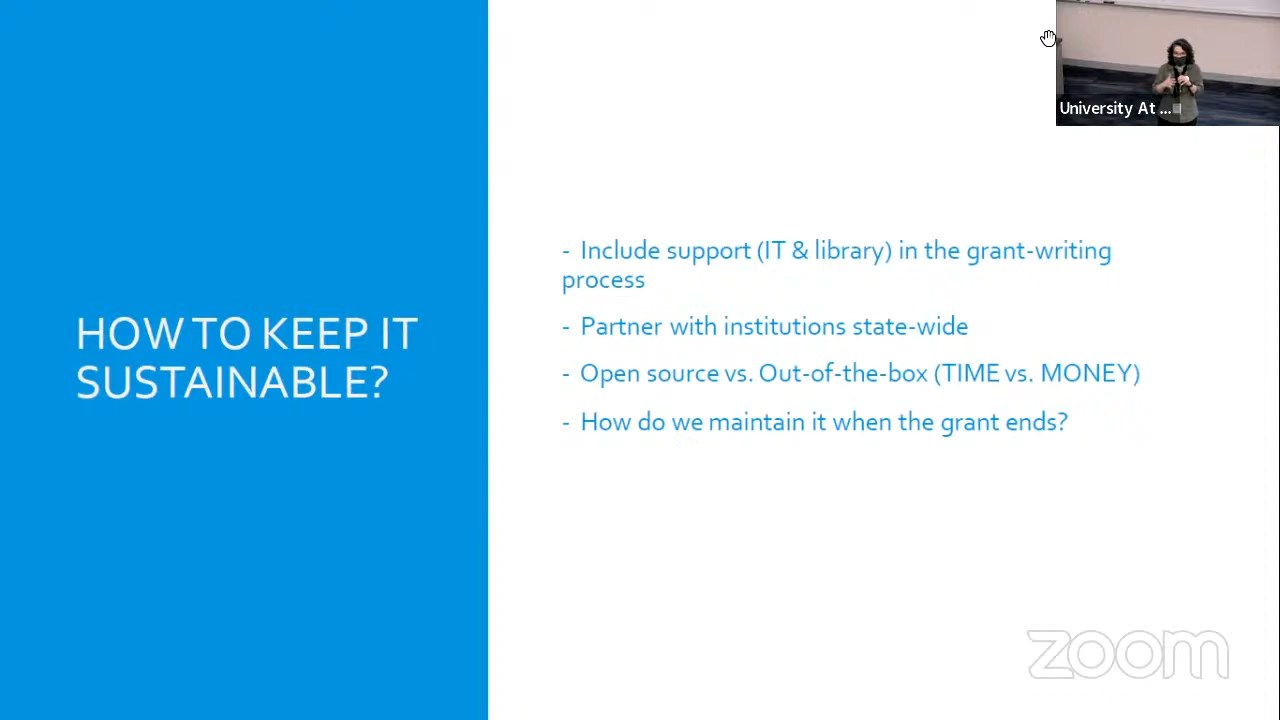 University At ...
HOW TO KEEP IT
SUSTAINABLE?
- Include support (IT & library) in the grant-writing
process
- Partner with institutions state-wide
- Open source vs. Out-of-the-box (TIME vs. MONEY)
- How do we maintain it when the grant ends?
zoom